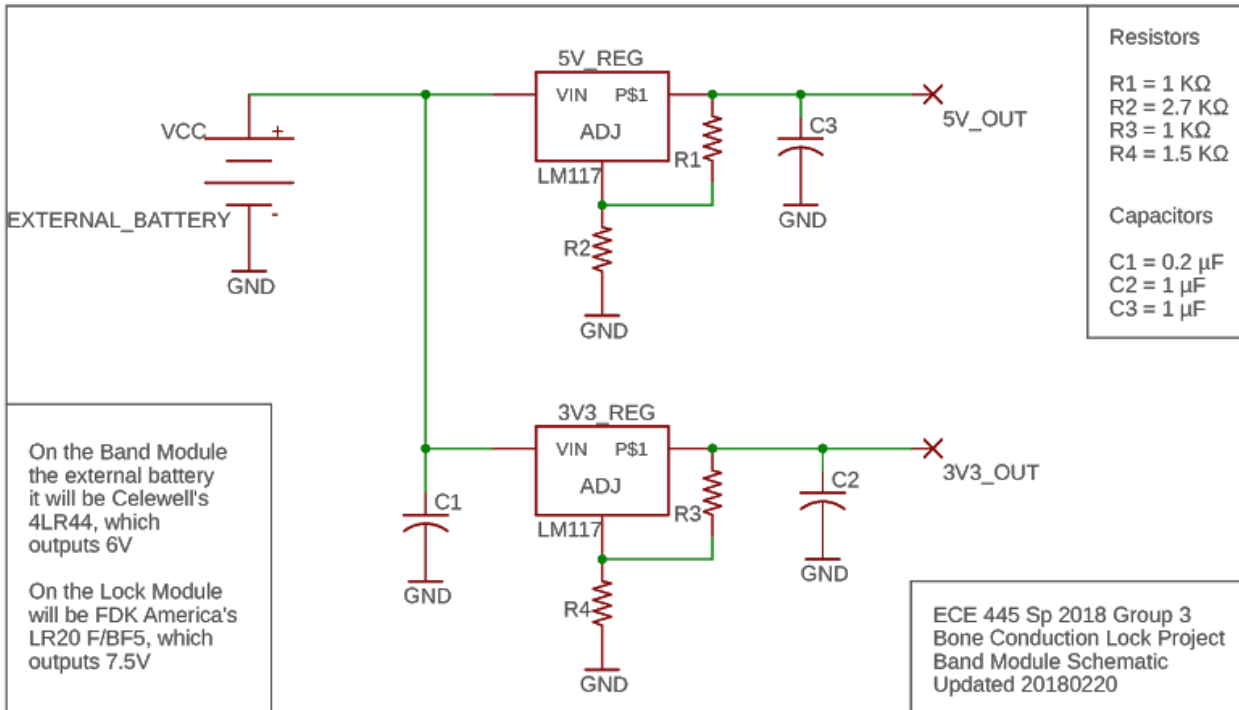 5V_REG
VIN P$1
ADJ
LM117
R1
R2
GND
C3
GND
5V_OUT
VCC
+
-
EXTERNAL_BATTERY
GND
3V3_REG
VIN P$1
ADJ
LM117
R3
R4
GND
C1
GND
C2
GND
3V3_OUT
Resistors
R1 = 1 KΩ
R2 = 2.7 KΩ
R3 = 1 KΩ
R4 = 1.5 KΩ
Capacitors
C1 = 0.2 µF
C2 = 1 µF
C3 = 1 µF
On the Band Module
the external battery
it will be Celewell's
4LR44, which
outputs 6V
On the Lock Module
will be FDK America's
LR20 F/BF5, which
outputs 7.5V
ECE 445 Sp 2018 Group 3
Bone Conduction Lock Project
Band Module Schematic
Updated 20180220